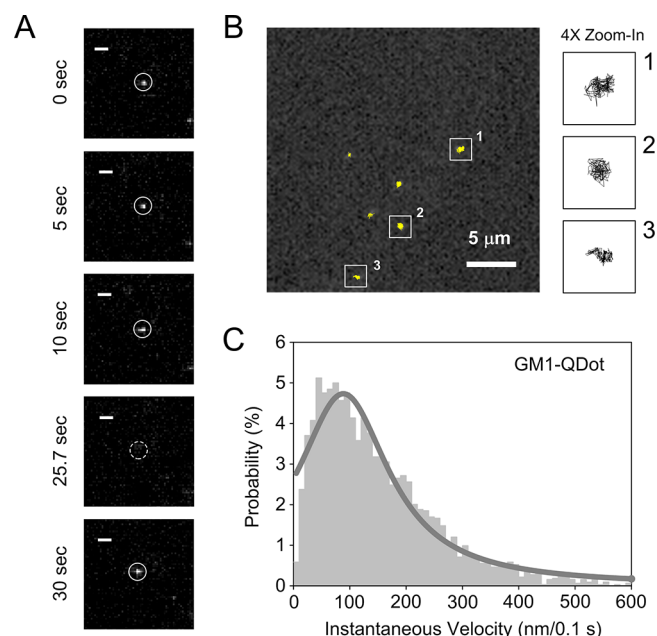 A
0 sec
5 sec
10 sec
25.7 sec
30 sec
B
1
2
3
5 μm
4X Zoom-In
1
2
3
C
GM1-QDot
Probability (%)
6
5
4
3
2
1
0
0 100 200 300 400 500 600
Instantaneous Velocity (nm/0.1 s)